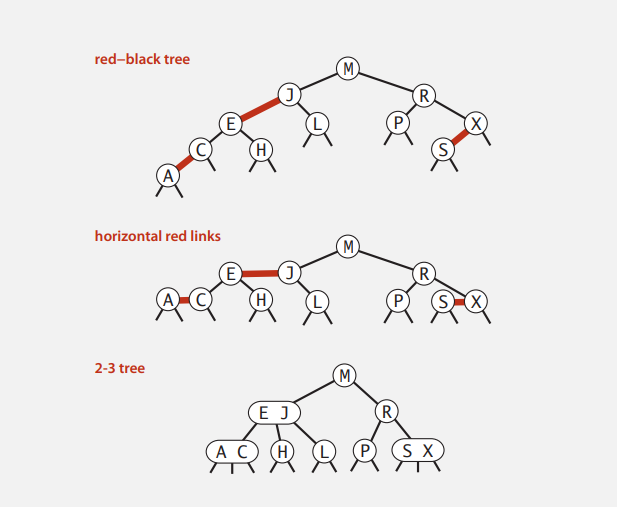 red–black tree
M
J R
E L P X
C H S
A
horizontal red links
M
E J R
A C H L P S X
2-3 tree
M
E J R
A C H L P S X